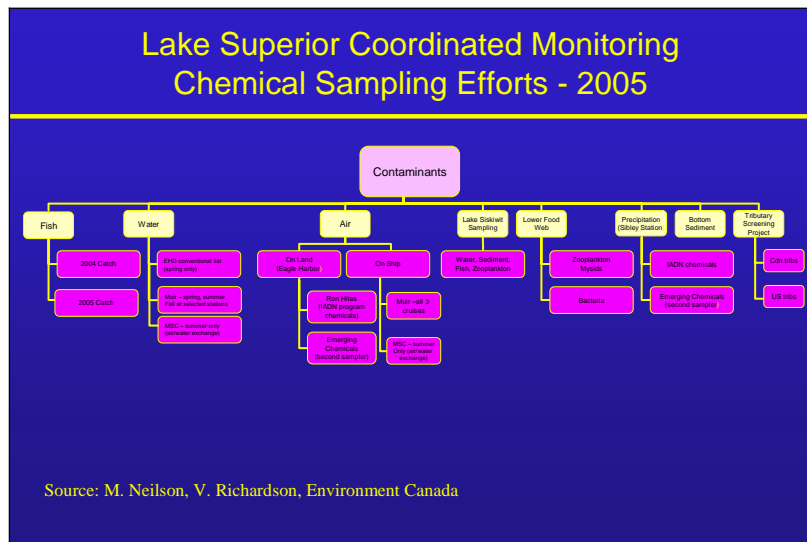 Lake Superior Coordinated Monitoring
Chemical Sampling Efforts - 2005
Contaminants
Fish
Water
Air
Lake Siskiwit
Sampling
Lower Food
Web
Precipitation
(Sibley Station
Bottom
Sediment
Tributary
Screening
Project
2004 Catch
2005 Catch
EHD conventional list
(spring only)
Muir – spring, summer
Fall at selected stations
MSC – summer only
(air/water exchange)
On Land
(Eagle Harbor)
Ron Hites
(IADN program
chemicals)
Emerging
Chemicals
(second sampler)
On Ship
Muir –all 3
cruises
MSC – summer
Only (air/water
exchange)
Water, Sediment
Fish, Zooplankton
Zooplankton
Mysids
Bacteria
IADN chemicals
Emerging Chemicals
(second sampler)
Cdn tribs
US tribs
Source: M. Neilson, V. Richardson, Environment Canada